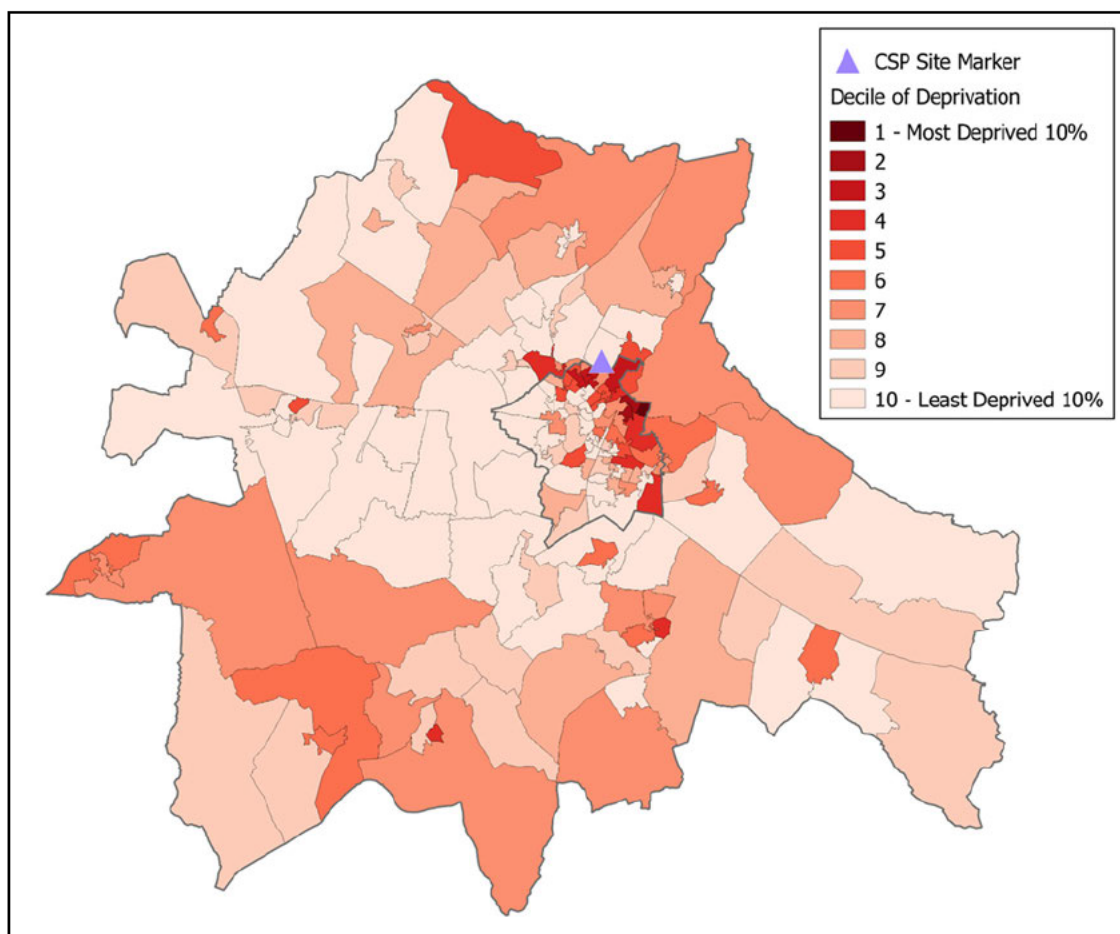 CSP Site Marker
Decile of Deprivation
1 - Most Deprived 10%
2
3
4
5
6
7
8
9
10 - Least Deprived 10%